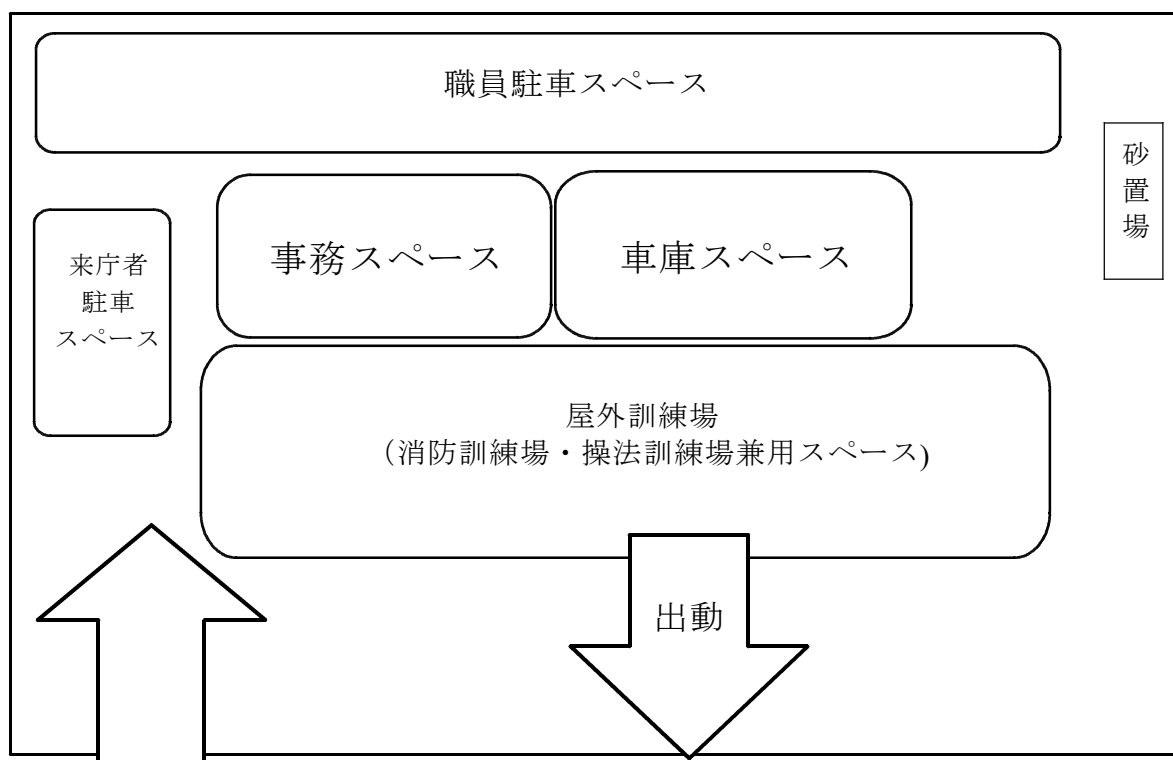 職員駐車スペース
砂置場
事務スペース
車庫スペース
来庁者
駐車
スペース
屋外訓練場
（消防訓練場・操法訓練場兼用スペース)
出動